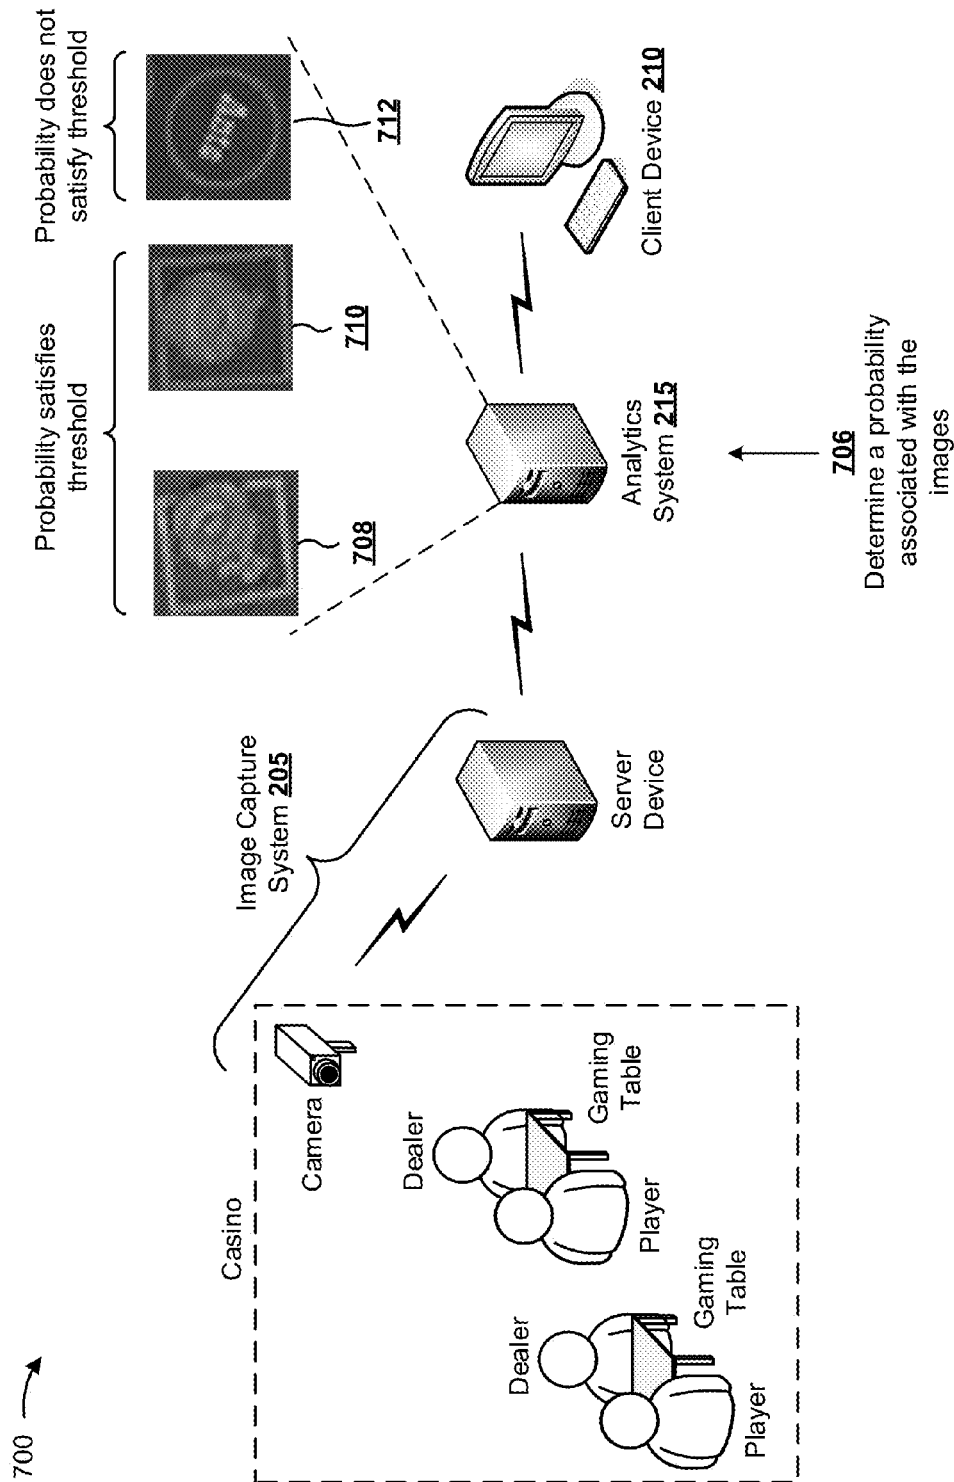 700
Casino
Camera
Dealer
Player
Gaming
Table
Dealer
Player
Gaming
Table
Image Capture
System 205
Server
Device
Analytics
System 215
Client Device 210
Probability satisfies
threshold
708
710
Probability does not
satisfy threshold
712
706
Determine a probability
associated with the
images